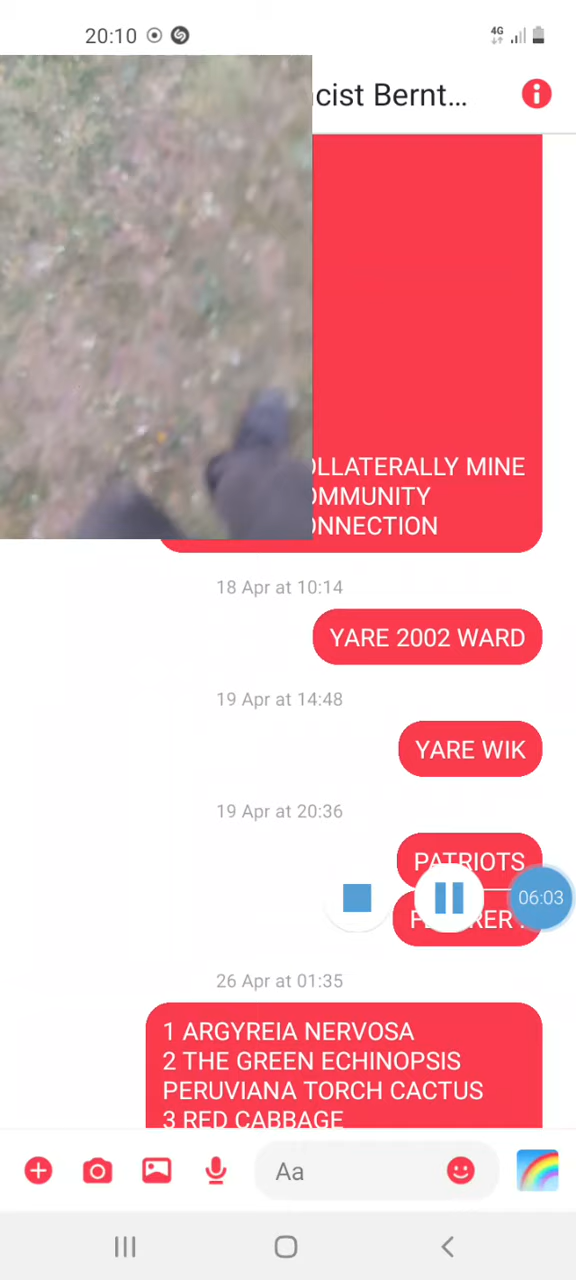 20:10
4G
cist Bernt...
OLLATERALLY MINE
OMMUNITY
ONNECTION
18 Apr at 10:14
YARE 2002 WARD
19 Apr at 14:48
YARE WIK
19 Apr at 20:36
PATRIOTS
06:03
26 Apr at 01:35
1 ARGYREIA NERVOSA
2 THE GREEN ECHINOPSIS
PERUVIANA TORCH CACTUS
3 RED CABBAGE
Aa